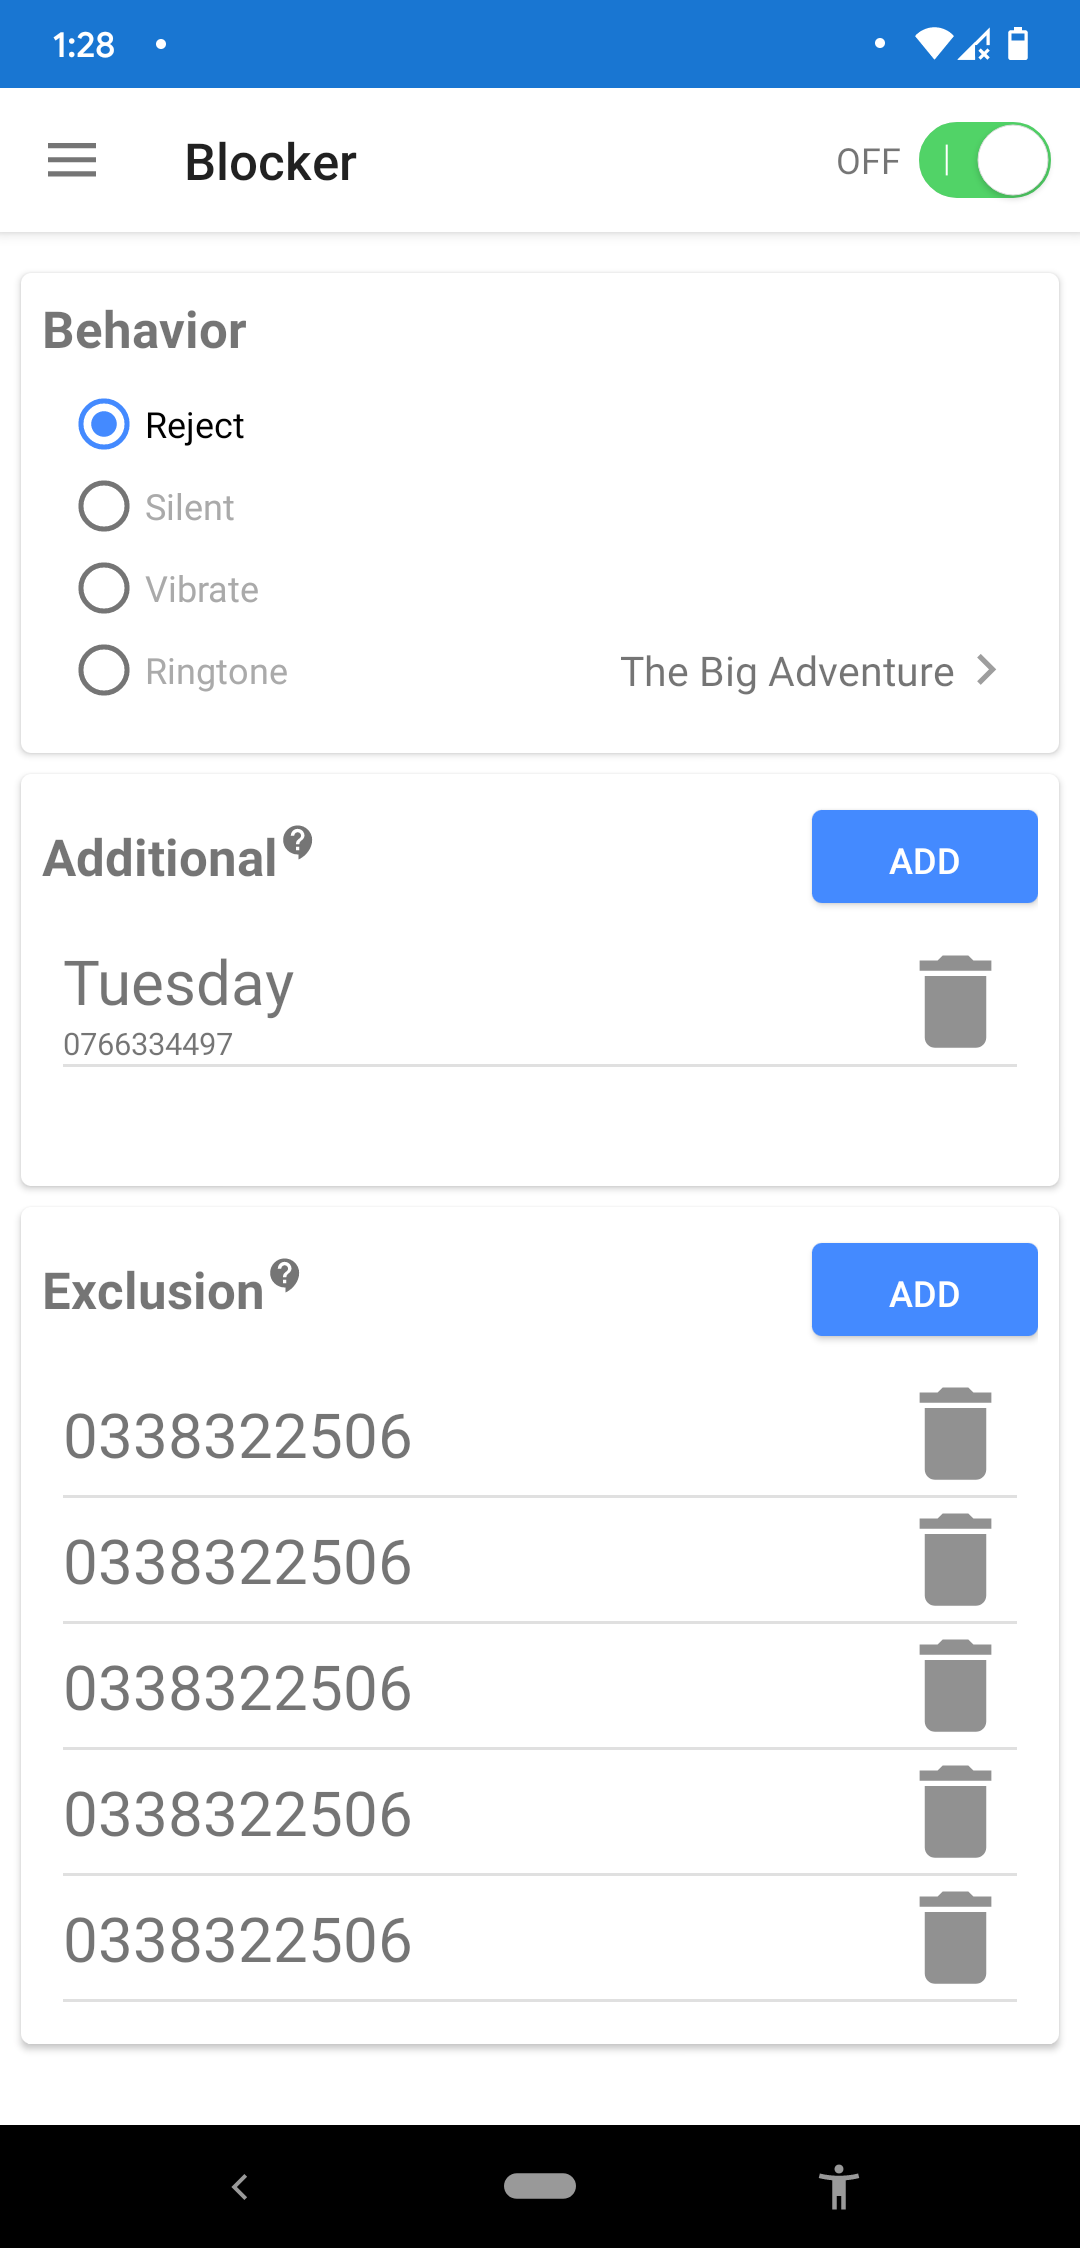 1:28
Blocker
OFF
Behavior
Reject
Silent
Vibrate
Ringtone The Big Adventure
Additional
ADD
Tuesday
0766334497
Exclusion
ADD
0338322506
0338322506
0338322506
0338322506
0338322506